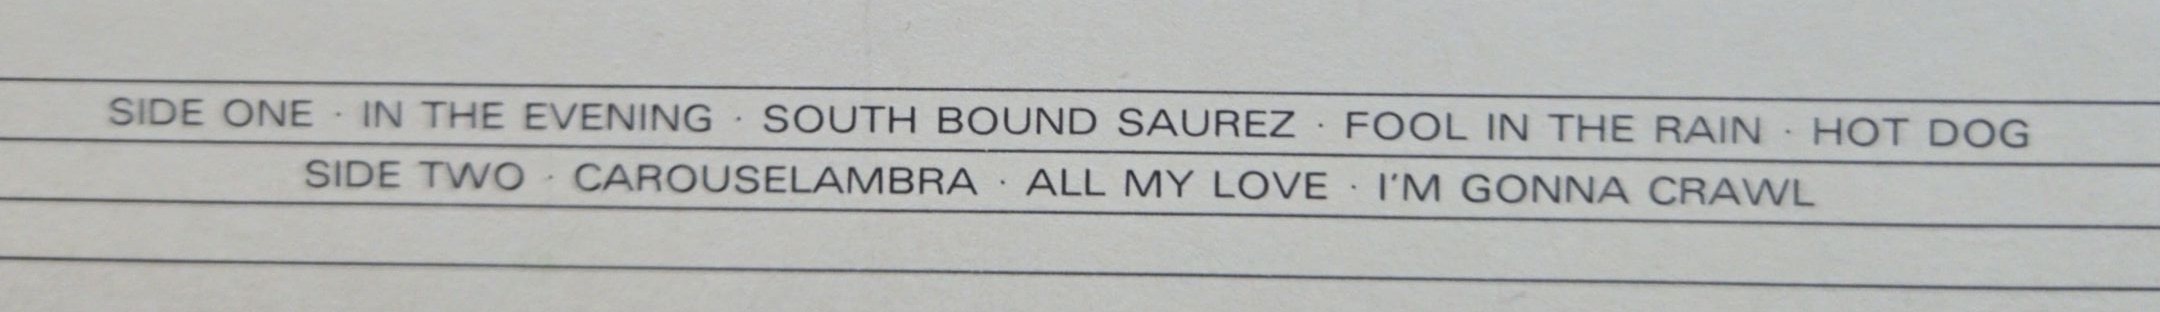 SIDE ONE · IN THE EVENING · SOUTH BOUND SAUREZ · FOOL IN THE RAIN · HOT DOG
SIDE TWO · CAROUSELAMBRA · ALL MY LOVE · I'M GONNA CRAWL